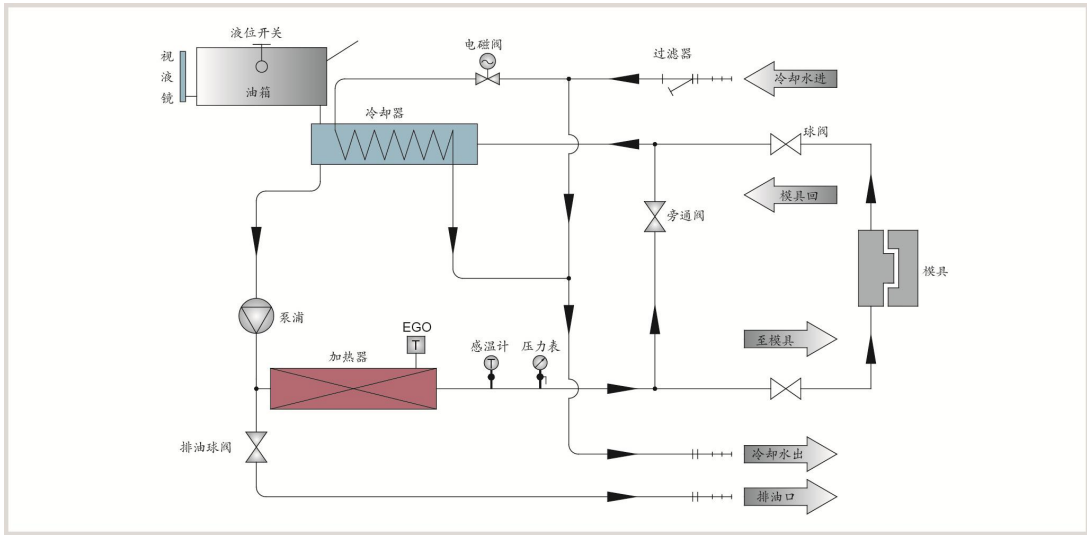 液位开关
视
液
镜
油箱
电磁阀
过滤器
冷却水进
冷却器
球阀
模具回
旁通阀
模具
泵浦
EGO
T
加热器
感温计
T
压力表
至模具
排油球阀
冷却水出
排油口